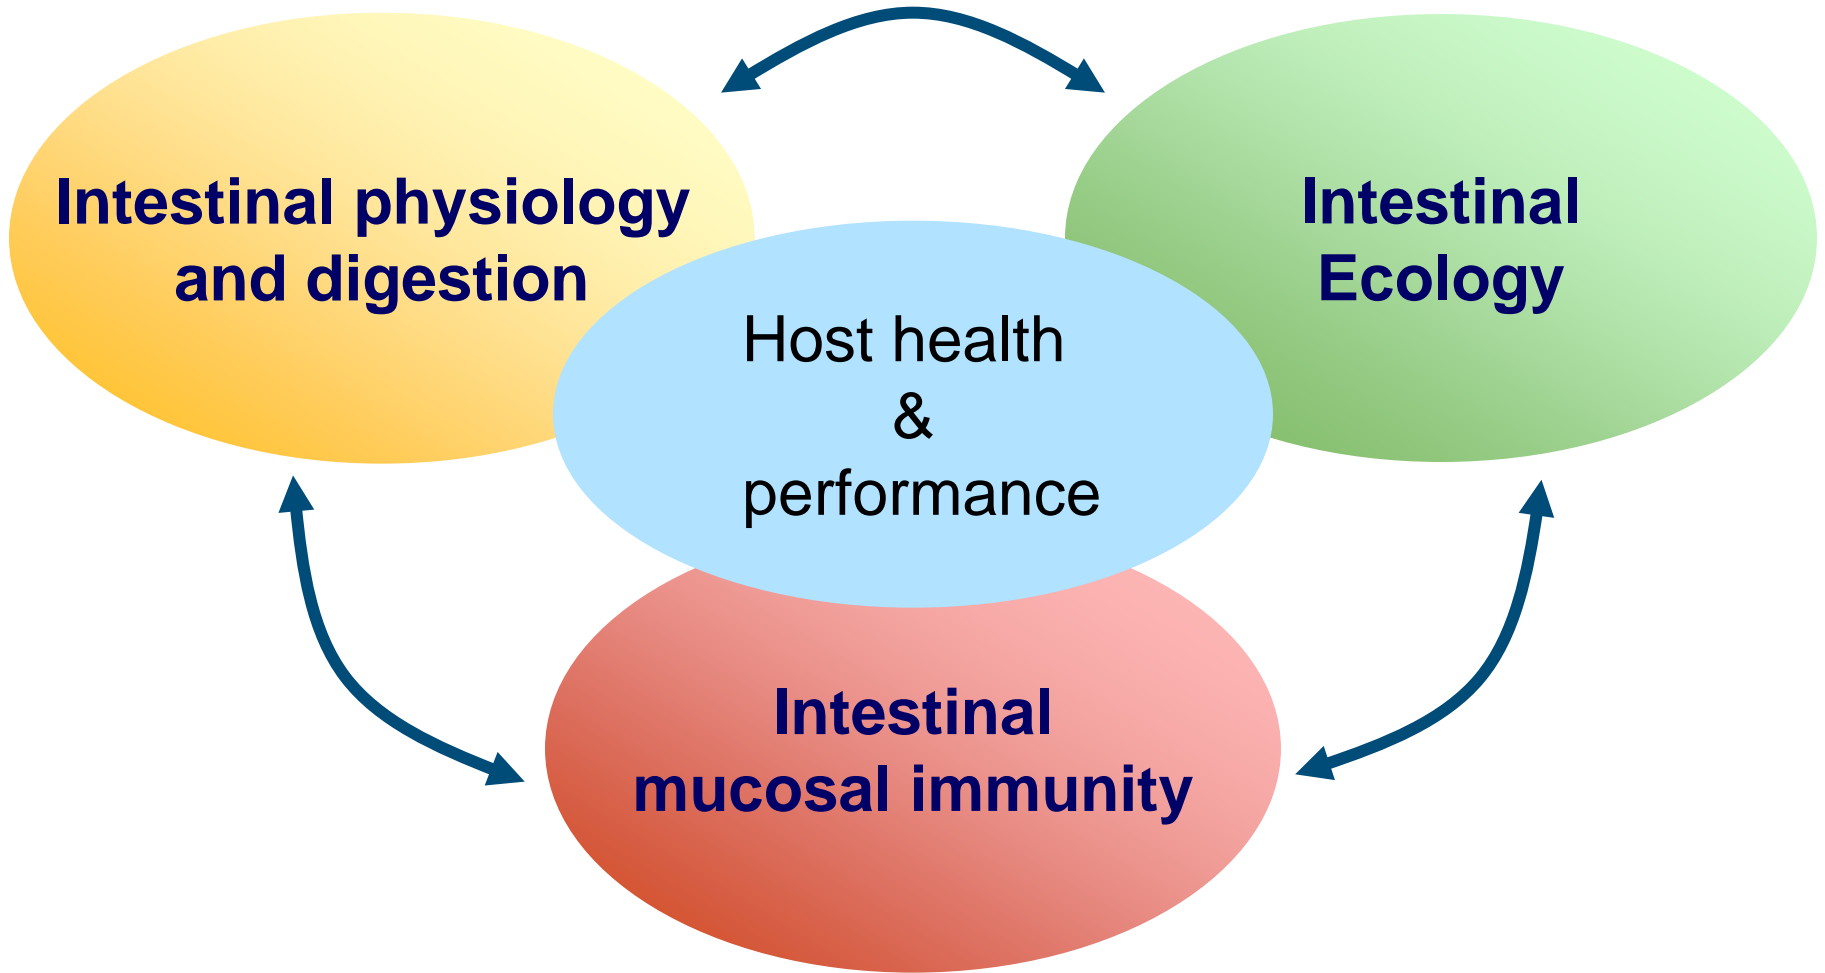 Intestinal physiology
and digestion
Intestinal
Ecology
Host health
&
performance
Intestinal
mucosal immunity